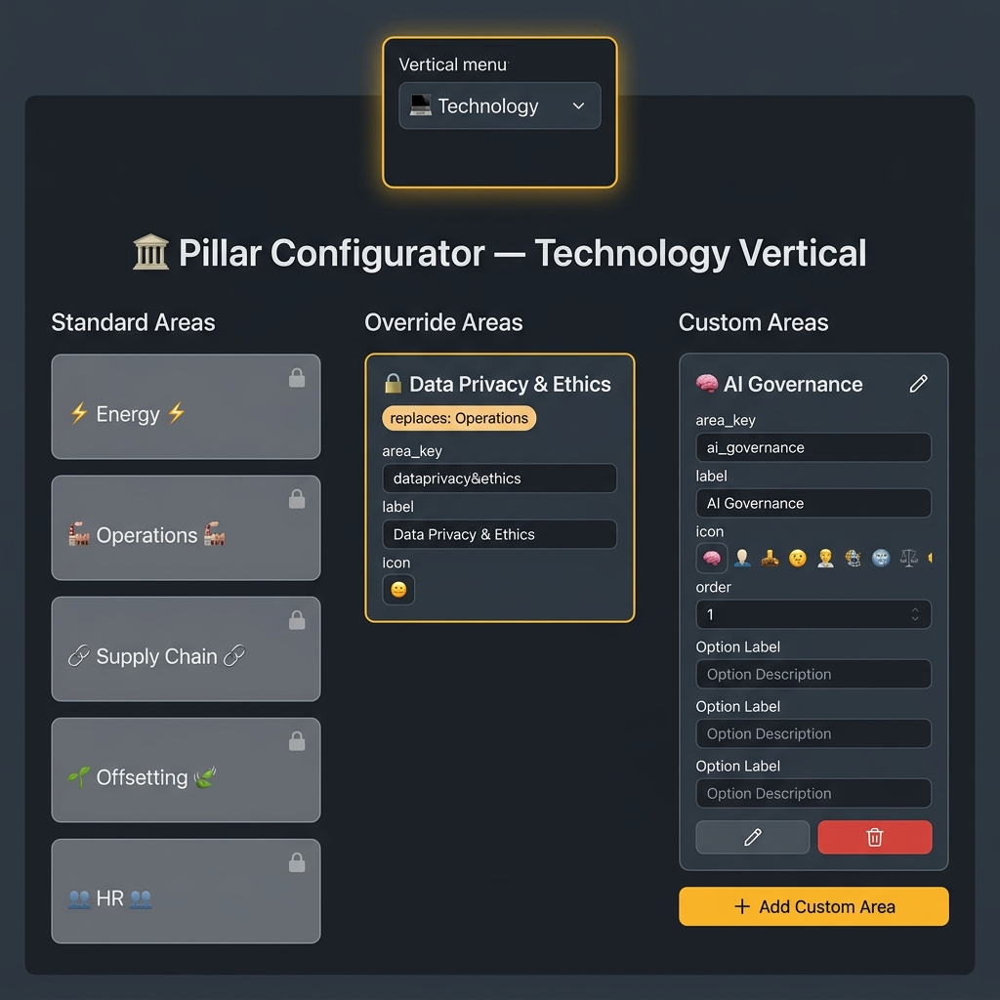 Vertical menu
Technology
Pillar Configurator — Technology Vertical
Standard Areas
Energy
Operations
Supply Chain
Offsetting
HR
Override Areas
Data Privacy & Ethics
replaces: Operations
area_key
dataprivacy&ethics
label
Data Privacy & Ethics
icon
Custom Areas
AI Governance
area_key
ai_governance
label
AI Governance
icon
order
1
Option Label
Option Description
Option Label
Option Description
Option Label
Option Description
+ Add Custom Area